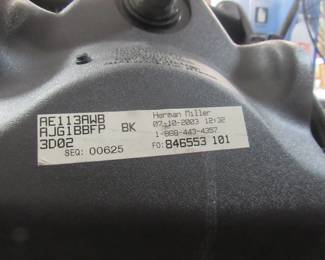 AE113AWB
AJG1BBFP BK
3D02
SEQ: 00625
Herman Miller
07-10-2003 12:32
1-888-443-4357
FO: 846553 101